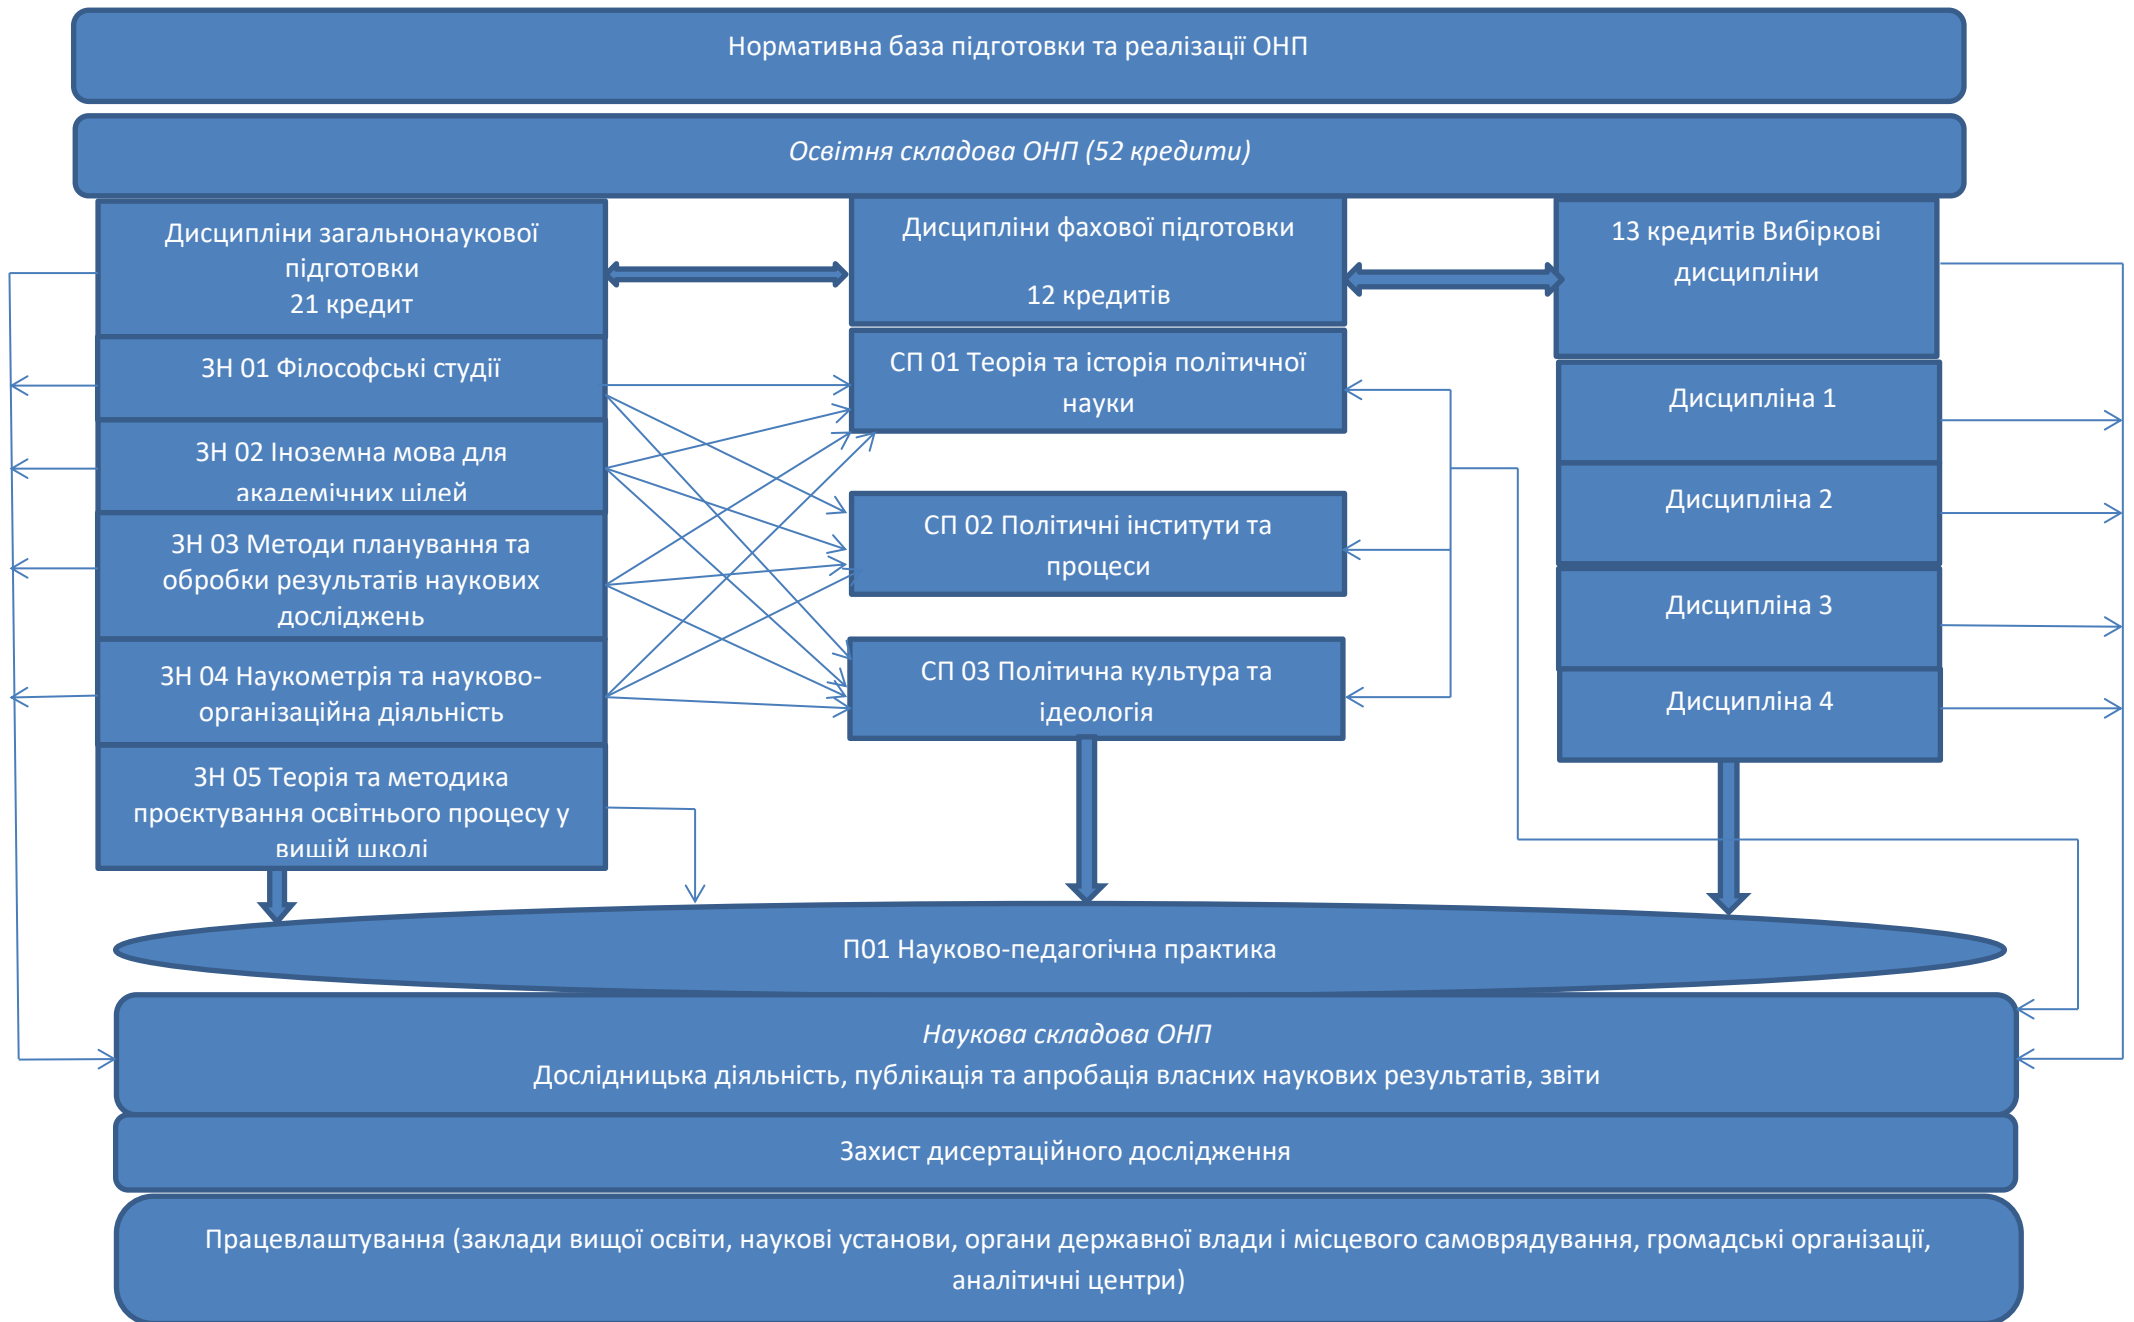 Нормативна база підготовки та реалізації ОНП
Освітня складова ОНП (52 кредити)
Дисципліни загальнонаукової
підготовки
21 кредит
ЗН 01 Філософські студії
ЗН 02 Іноземна мова для
академічних цілей
ЗН 03 Методи планування та
обробки результатів наукових
досліджень
ЗН 04 Наукометрія та науково-
організаційна діяльність
ЗН 05 Теорія та методика
проєктування освітнього процесу у
вищій школі
Дисципліни фахової підготовки
12 кредитів
СП 01 Теорія та історія політичної
науки
СП 02 Політичні інститути та
процеси
СП 03 Політична культура та
ідеологія
13 кредитів Вибіркові
дисципліни
Дисципліна 1
Дисципліна 2
Дисципліна 3
Дисципліна 4
П01 Науково-педагогічна практика
Наукова складова ОНП
Дослідницька діяльність, публікація та апробація власних наукових результатів, звіти
Захист дисертаційного дослідження
Працевлаштування (заклади вищої освіти, наукові установи, органи державної влади і місцевого самоврядування, громадські організації,
аналітичні центри)